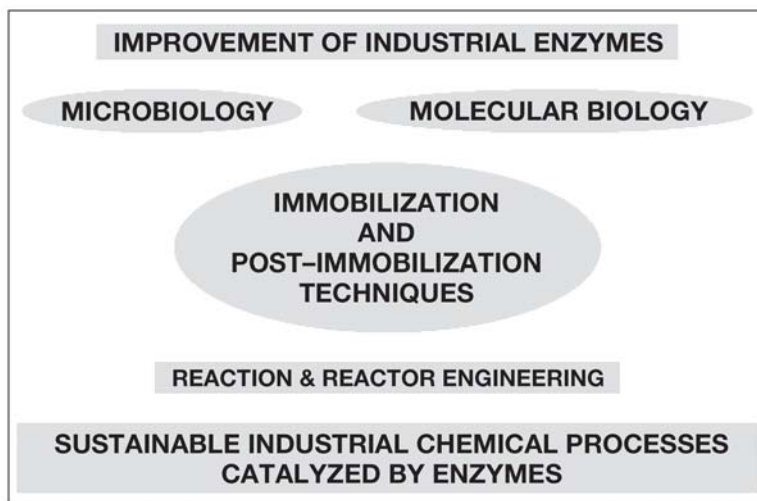 IMPROVEMENT OF INDUSTRIAL ENZYMES
MICROBIOLOGY
MOLECULAR BIOLOGY
IMMOBILIZATION
AND
POST–IMMOBILIZATION
TECHNIQUES
REACTION & REACTOR ENGINEERING
SUSTAINABLE INDUSTRIAL CHEMICAL PROCESSES
CATALYZED BY ENZYMES